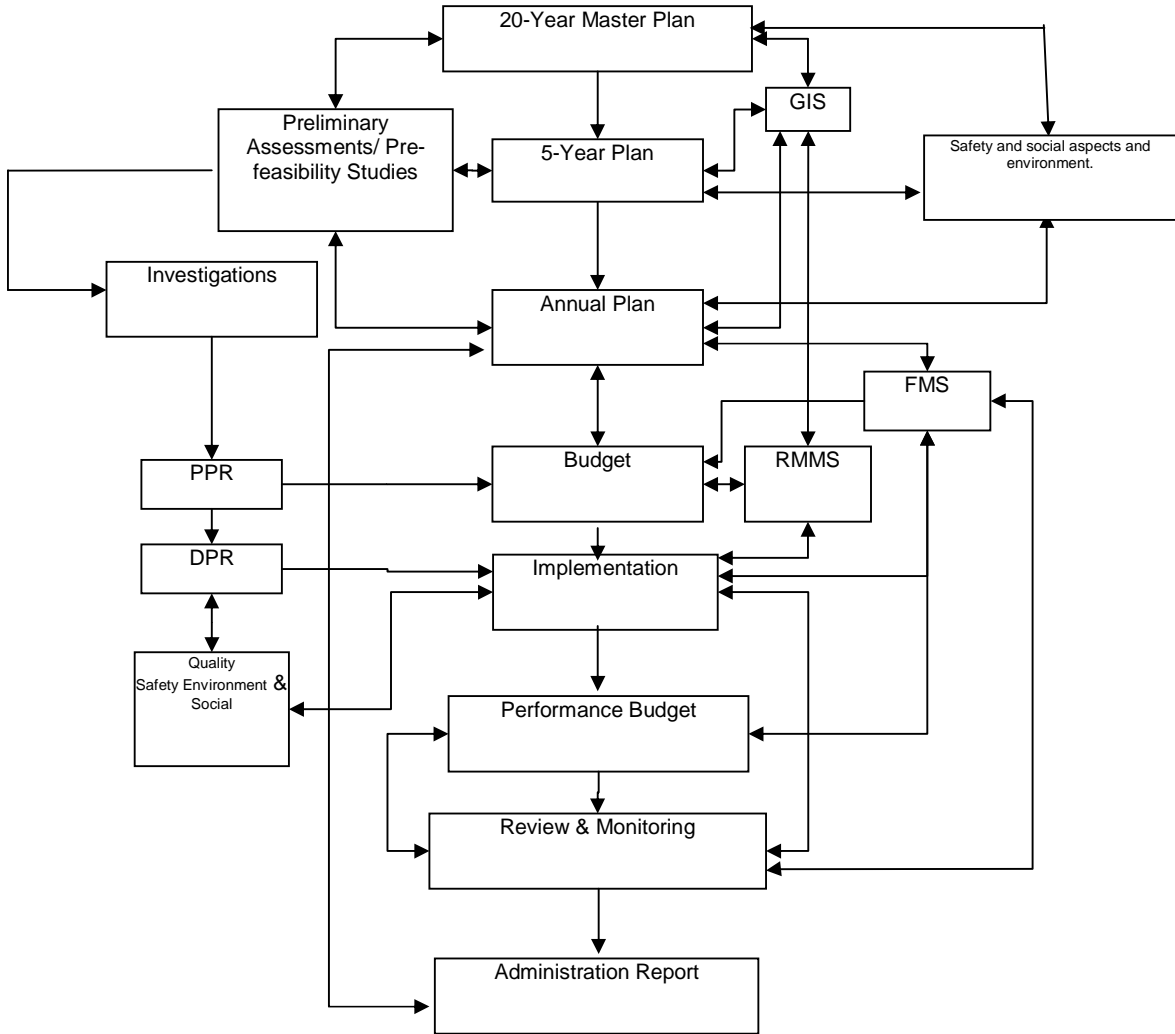 20-Year Master Plan
GIS
Preliminary
Assessments/ Pre-
feasibility Studies
5-Year Plan
Safety and social aspects and
environment.
Investigations
Annual Plan
FMS
Budget
RMMS
PPR
DPR
Implementation
Quality
Safety Environment &
Social
Performance Budget
Review & Monitoring
Administration Report